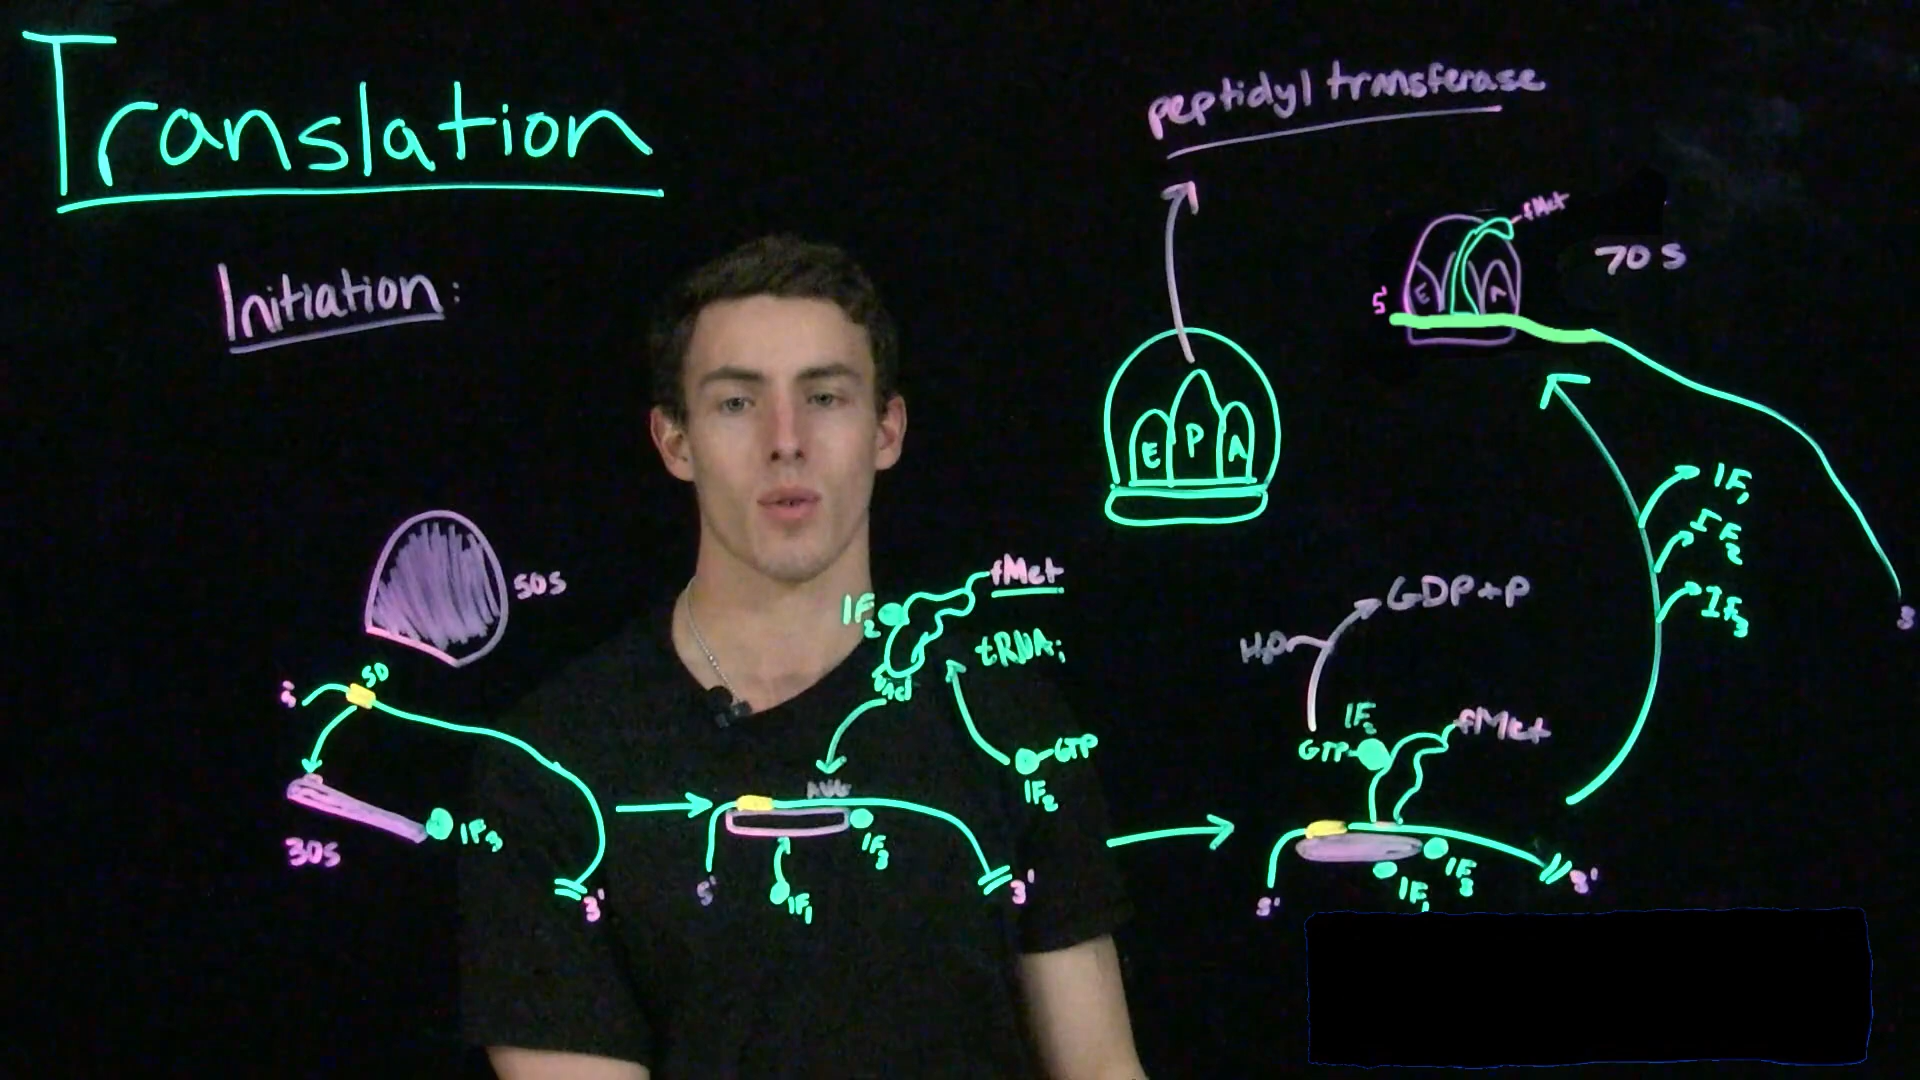 Translation
Initiation:
peptidyl transferase
fMet
70S
5'
E
A
E
P
A
50S
SD
30S
IF3
3'
fMet
IF2
tRNAi
GTP
IF2
AUG
IF3
IF1
5'
3'
H2O
GDP+P
IF2
GTP
fMet
IF3
IF1
5'
3'
IF1
IF2
IF3
3